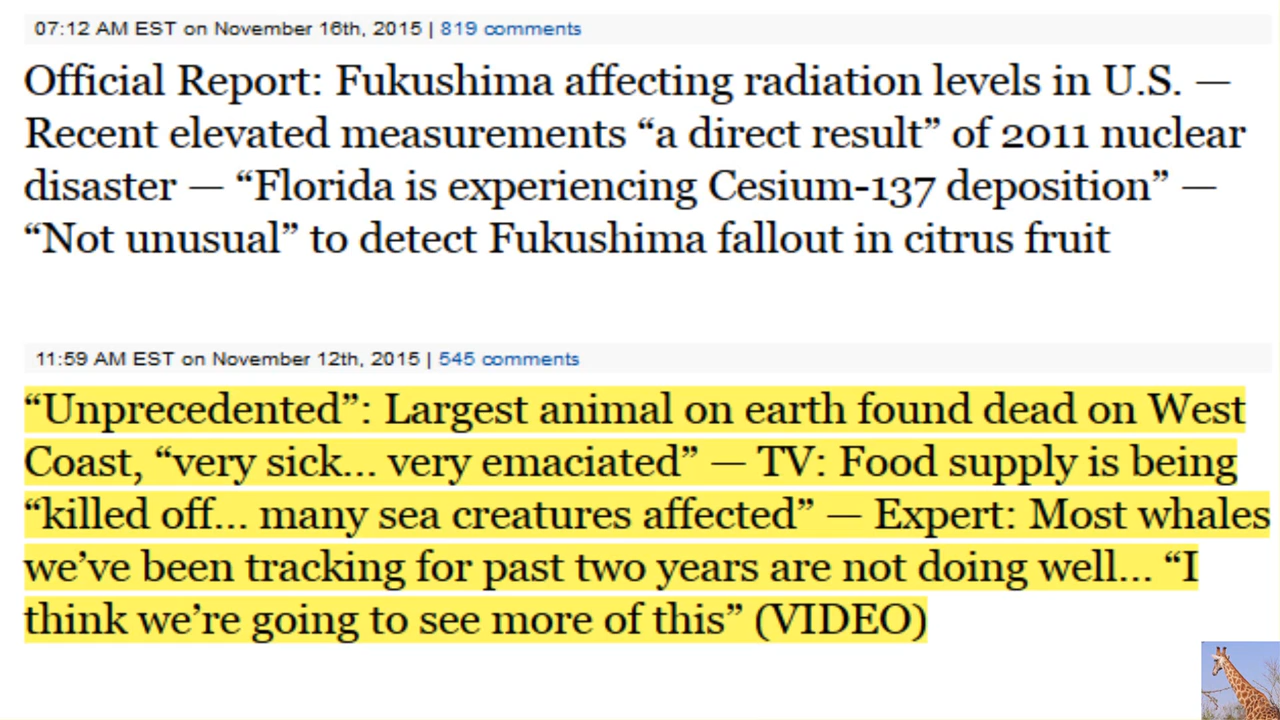 07:12 AM EST on November 16th, 2015 | 819 comments
Official Report: Fukushima affecting radiation levels in U.S. —
Recent elevated measurements “a direct result” of 2011 nuclear
disaster — “Florida is experiencing Cesium-137 deposition” —
“Not unusual” to detect Fukushima fallout in citrus fruit
11:59 AM EST on November 12th, 2015 | 545 comments
“Unprecedented”: Largest animal on earth found dead on West
Coast, “very sick… very emaciated” — TV: Food supply is being
“killed off… many sea creatures affected” — Expert: Most whales
we’ve been tracking for past two years are not doing well… “I
think we’re going to see more of this” (VIDEO)